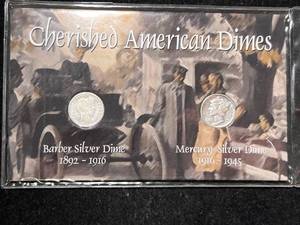 Cherished American Dimes
Barber Silver Dime
1892 - 1916
Mercury Silver Dime
1916 - 1945